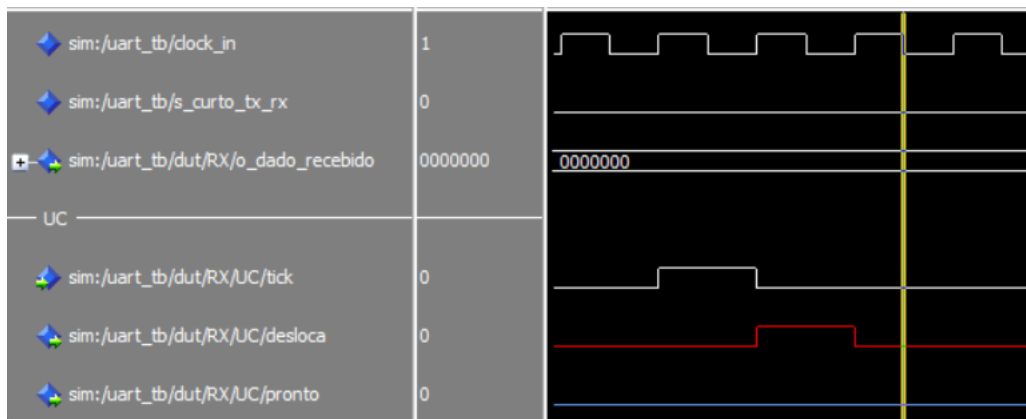 sim:/uart_tb/clock_in 1
sim:/uart_tb/s_curto_tx_rx 0
sim:/uart_tb/dut/RX/o_dado_recebido 0000000 0000000
UC
sim:/uart_tb/dut/RX/UC/tick 0
sim:/uart_tb/dut/RX/UC/desloca 0
sim:/uart_tb/dut/RX/UC/pronto 0